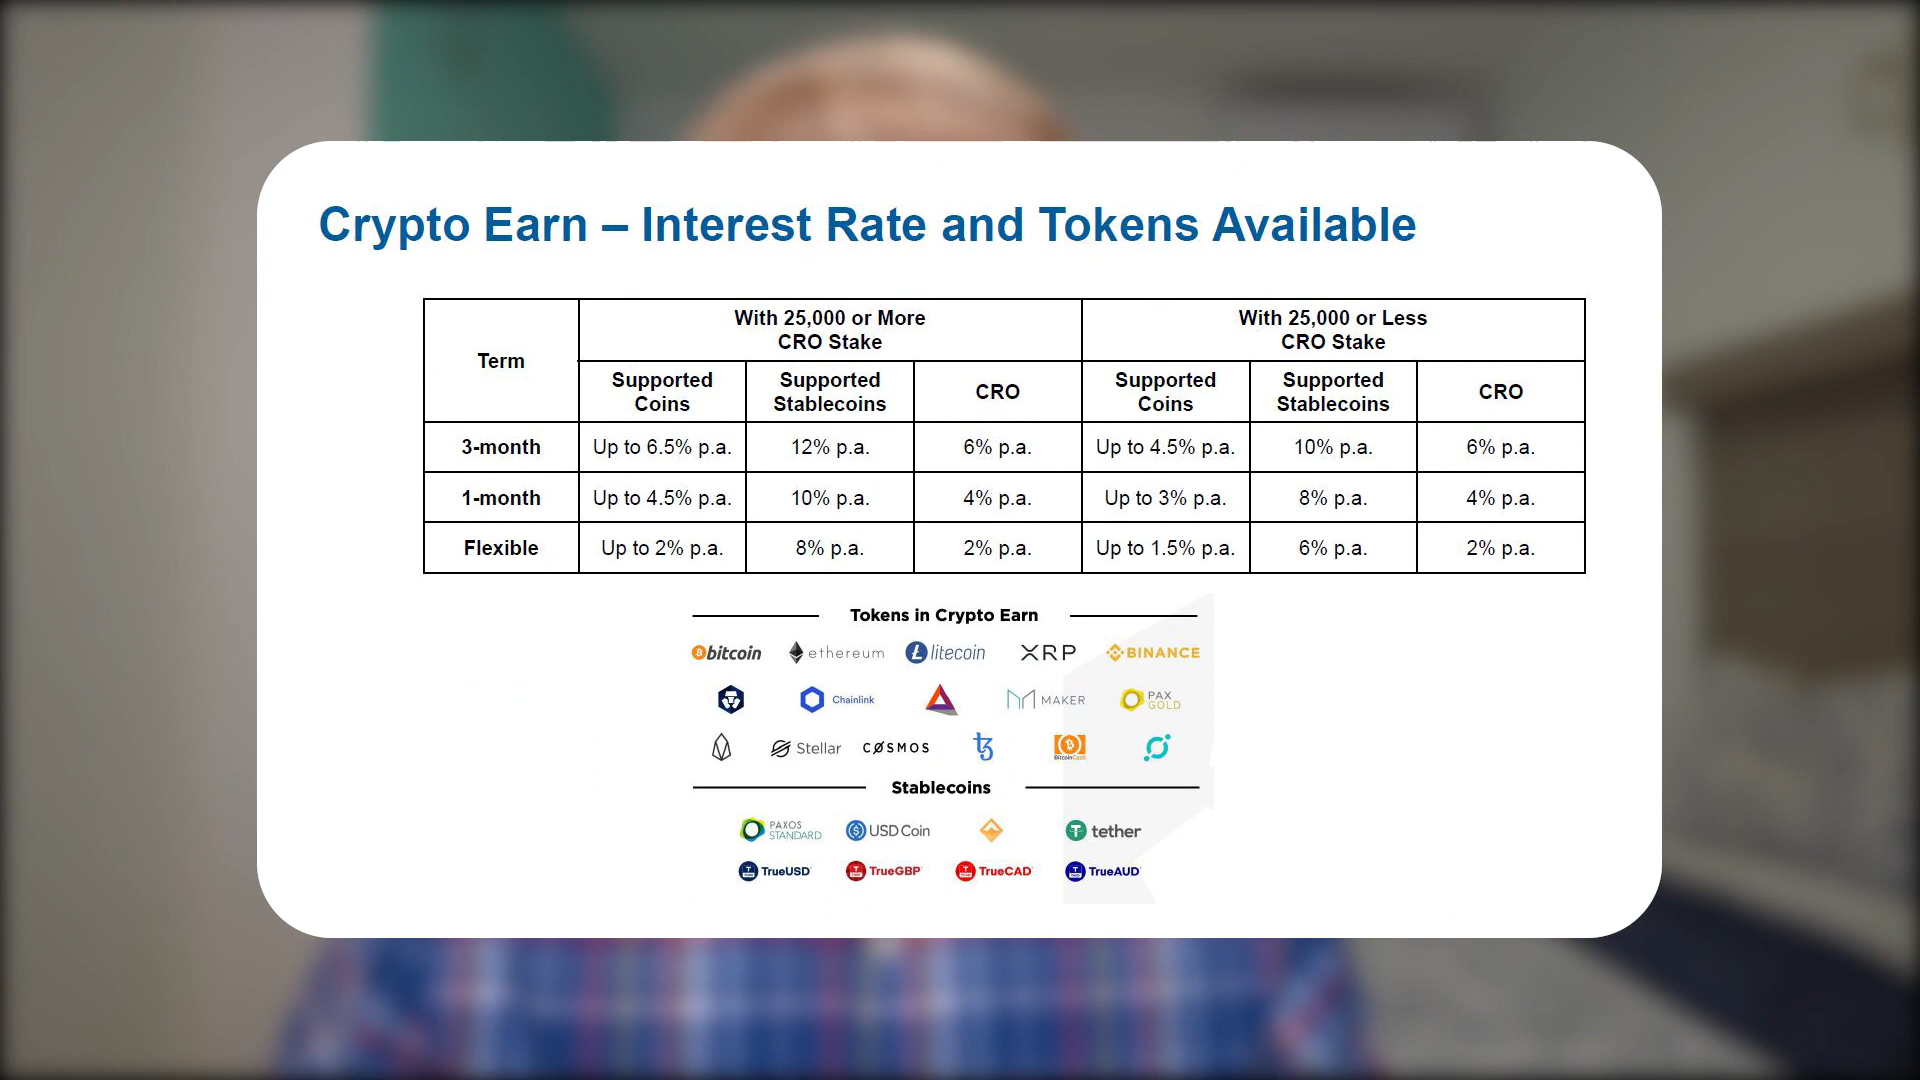 Crypto Earn – Interest Rate and Tokens Available
Term
With 25,000 or More
CRO Stake
With 25,000 or Less
CRO Stake
Supported
Coins
Supported
Stablecoins
CRO
Supported
Coins
Supported
Stablecoins
CRO
3-month Up to 6.5% p.a. 12% p.a. 6% p.a. Up to 4.5% p.a. 10% p.a. 6% p.a.
1-month Up to 4.5% p.a. 10% p.a. 4% p.a. Up to 3% p.a. 8% p.a. 4% p.a.
Flexible Up to 2% p.a. 8% p.a. 2% p.a. Up to 1.5% p.a. 6% p.a. 2% p.a.
Tokens in Crypto Earn
bitcoin ethereum litecoin XRP BINANCE
Chainlink MAKER PAX GOLD
Stellar COSMOS BitcoinCash
Stablecoins
PAXOS STANDARD USD Coin tether
TrueUSD TrueGBP TrueCAD TrueAUD